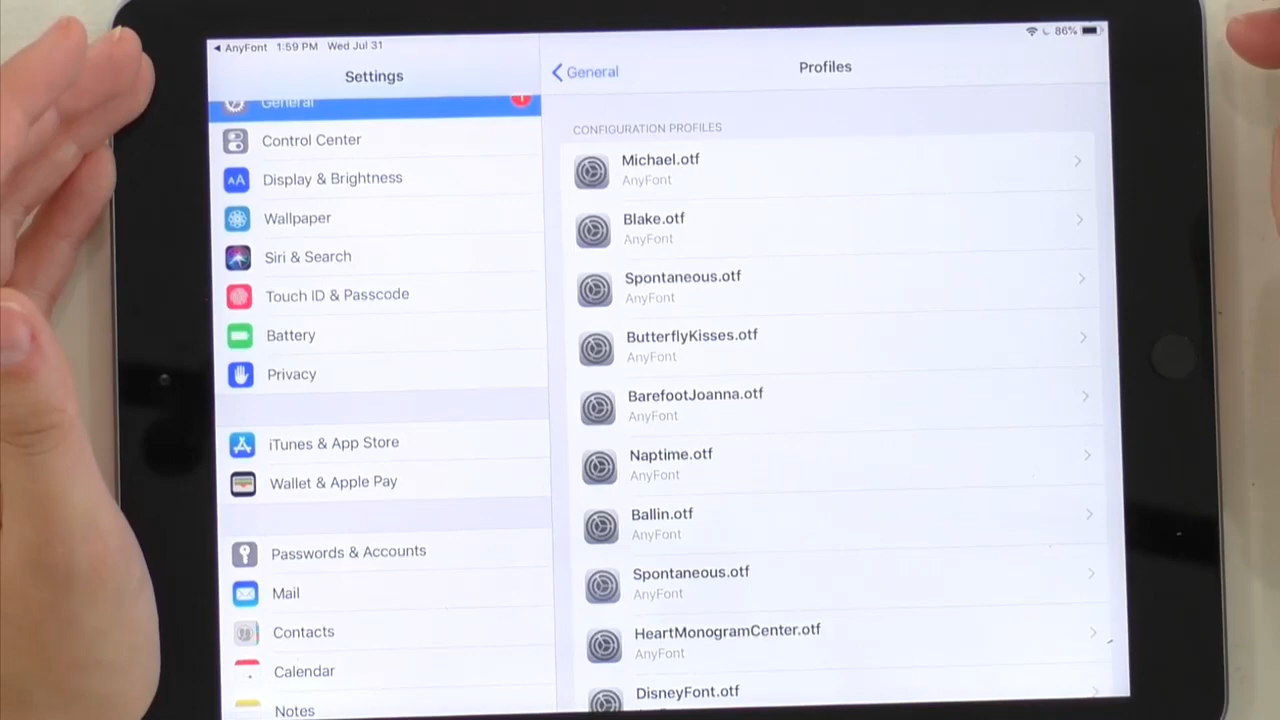 AnyFont 1:59 PM Wed Jul 31
86%
Settings
General
Control Center
Display & Brightness
Wallpaper
Siri & Search
Touch ID & Passcode
Battery
Privacy
iTunes & App Store
Wallet & Apple Pay
Passwords & Accounts
Mail
Contacts
Calendar
Notes
General
Profiles
CONFIGURATION PROFILES
Michael.otf
AnyFont
Blake.otf
AnyFont
Spontaneous.otf
AnyFont
ButterflyKisses.otf
AnyFont
BarefootJoanna.otf
AnyFont
Naptime.otf
AnyFont
Ballin.otf
AnyFont
Spontaneous.otf
AnyFont
HeartMonogramCenter.otf
AnyFont
DisneyFont.otf